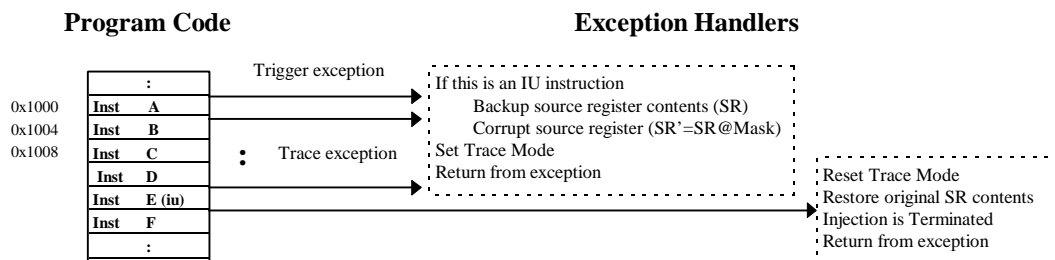 Program Code
Exception Handlers
Trigger exception
:
0x1000 Inst A
0x1004 Inst B
0x1008 Inst C
Inst D
Inst E (iu)
Inst F
:
: Trace exception
If this is an IU instruction
Backup source register contents (SR)
Corrupt source register (SR'=SR@Mask)
Set Trace Mode
Return from exception
Reset Trace Mode
Restore original SR contents
Injection is Terminated
Return from exception